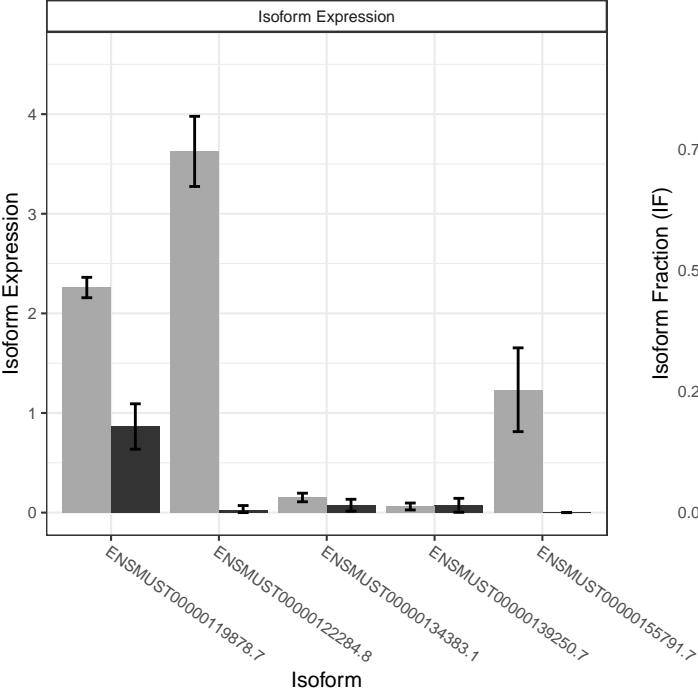 Isoform Expression
Isoform Expression
4
3
2
1
0
ENSMUST00000119878.7
ENSMUST00000122284.8
ENSMUST00000134383.1
ENSMUST00000139250.7
ENSMUST00000155791.7
Isoform
Isoform Fraction (IF)
0.7
0.5
0.2
0.0